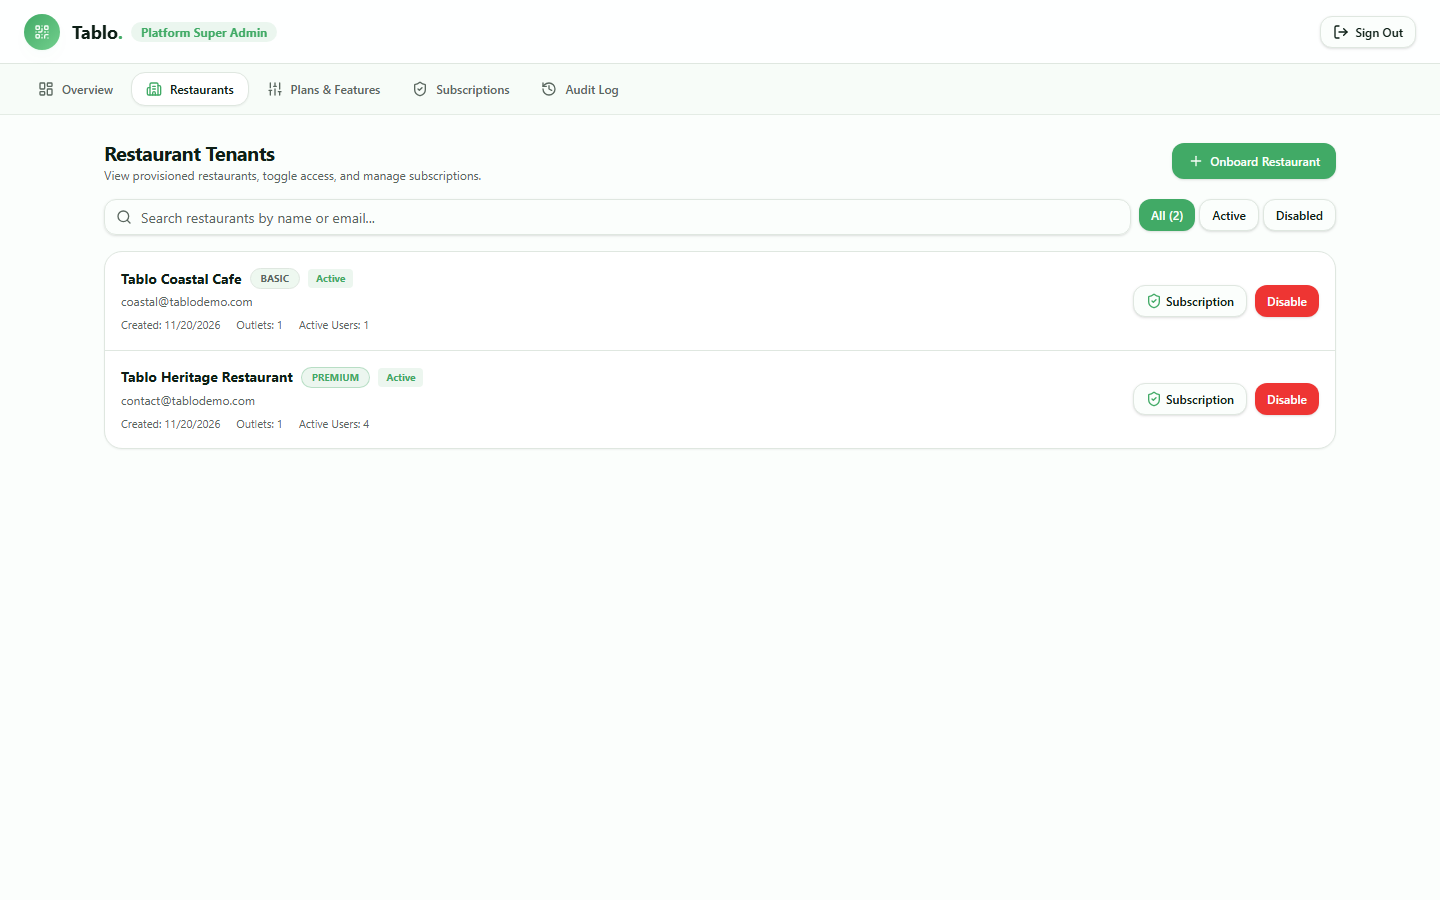 Tablo. Platform Super Admin Sign Out
Overview Restaurants Plans & Features Subscriptions Audit Log
Restaurant Tenants
View provisioned restaurants, toggle access, and manage subscriptions.
Onboard Restaurant
Search restaurants by name or email...
All (2) Active Disabled
Tablo Coastal Cafe BASIC Active
coastal@tablodemo.com
Created: 11/20/2026 Outlets: 1 Active Users: 1
Subscription Disable
Tablo Heritage Restaurant PREMIUM Active
contact@tablodemo.com
Created: 11/20/2026 Outlets: 1 Active Users: 4
Subscription Disable